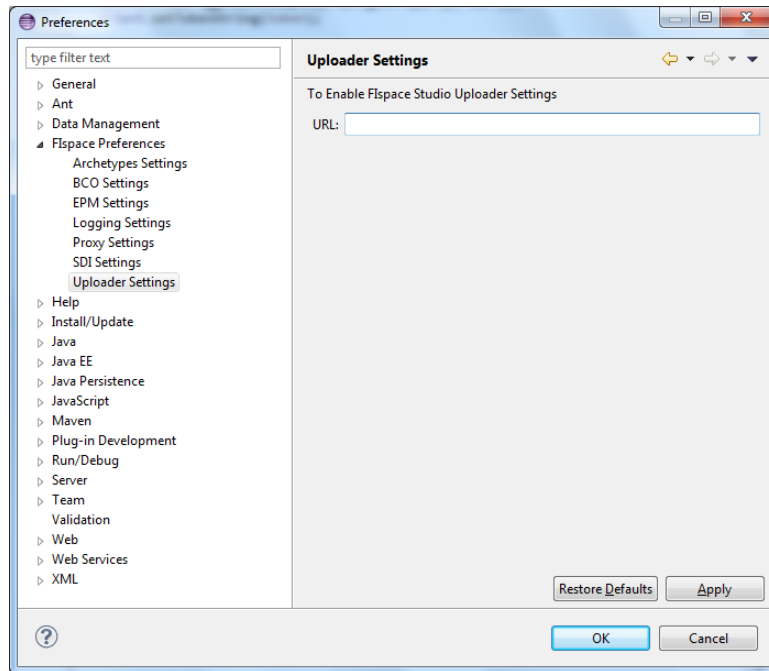 Preferences
type filter text
General
Ant
Data Management
FIspace Preferences
Archetypes Settings
BCO Settings
EPM Settings
Logging Settings
Proxy Settings
SDI Settings
Uploader Settings
Help
Install/Update
Java
Java EE
Java Persistence
JavaScript
Maven
Plug-in Development
Run/Debug
Server
Team
Validation
Web
Web Services
XML
Uploader Settings
To Enable FIspace Studio Uploader Settings
URL:
Restore Defaults Apply
OK Cancel